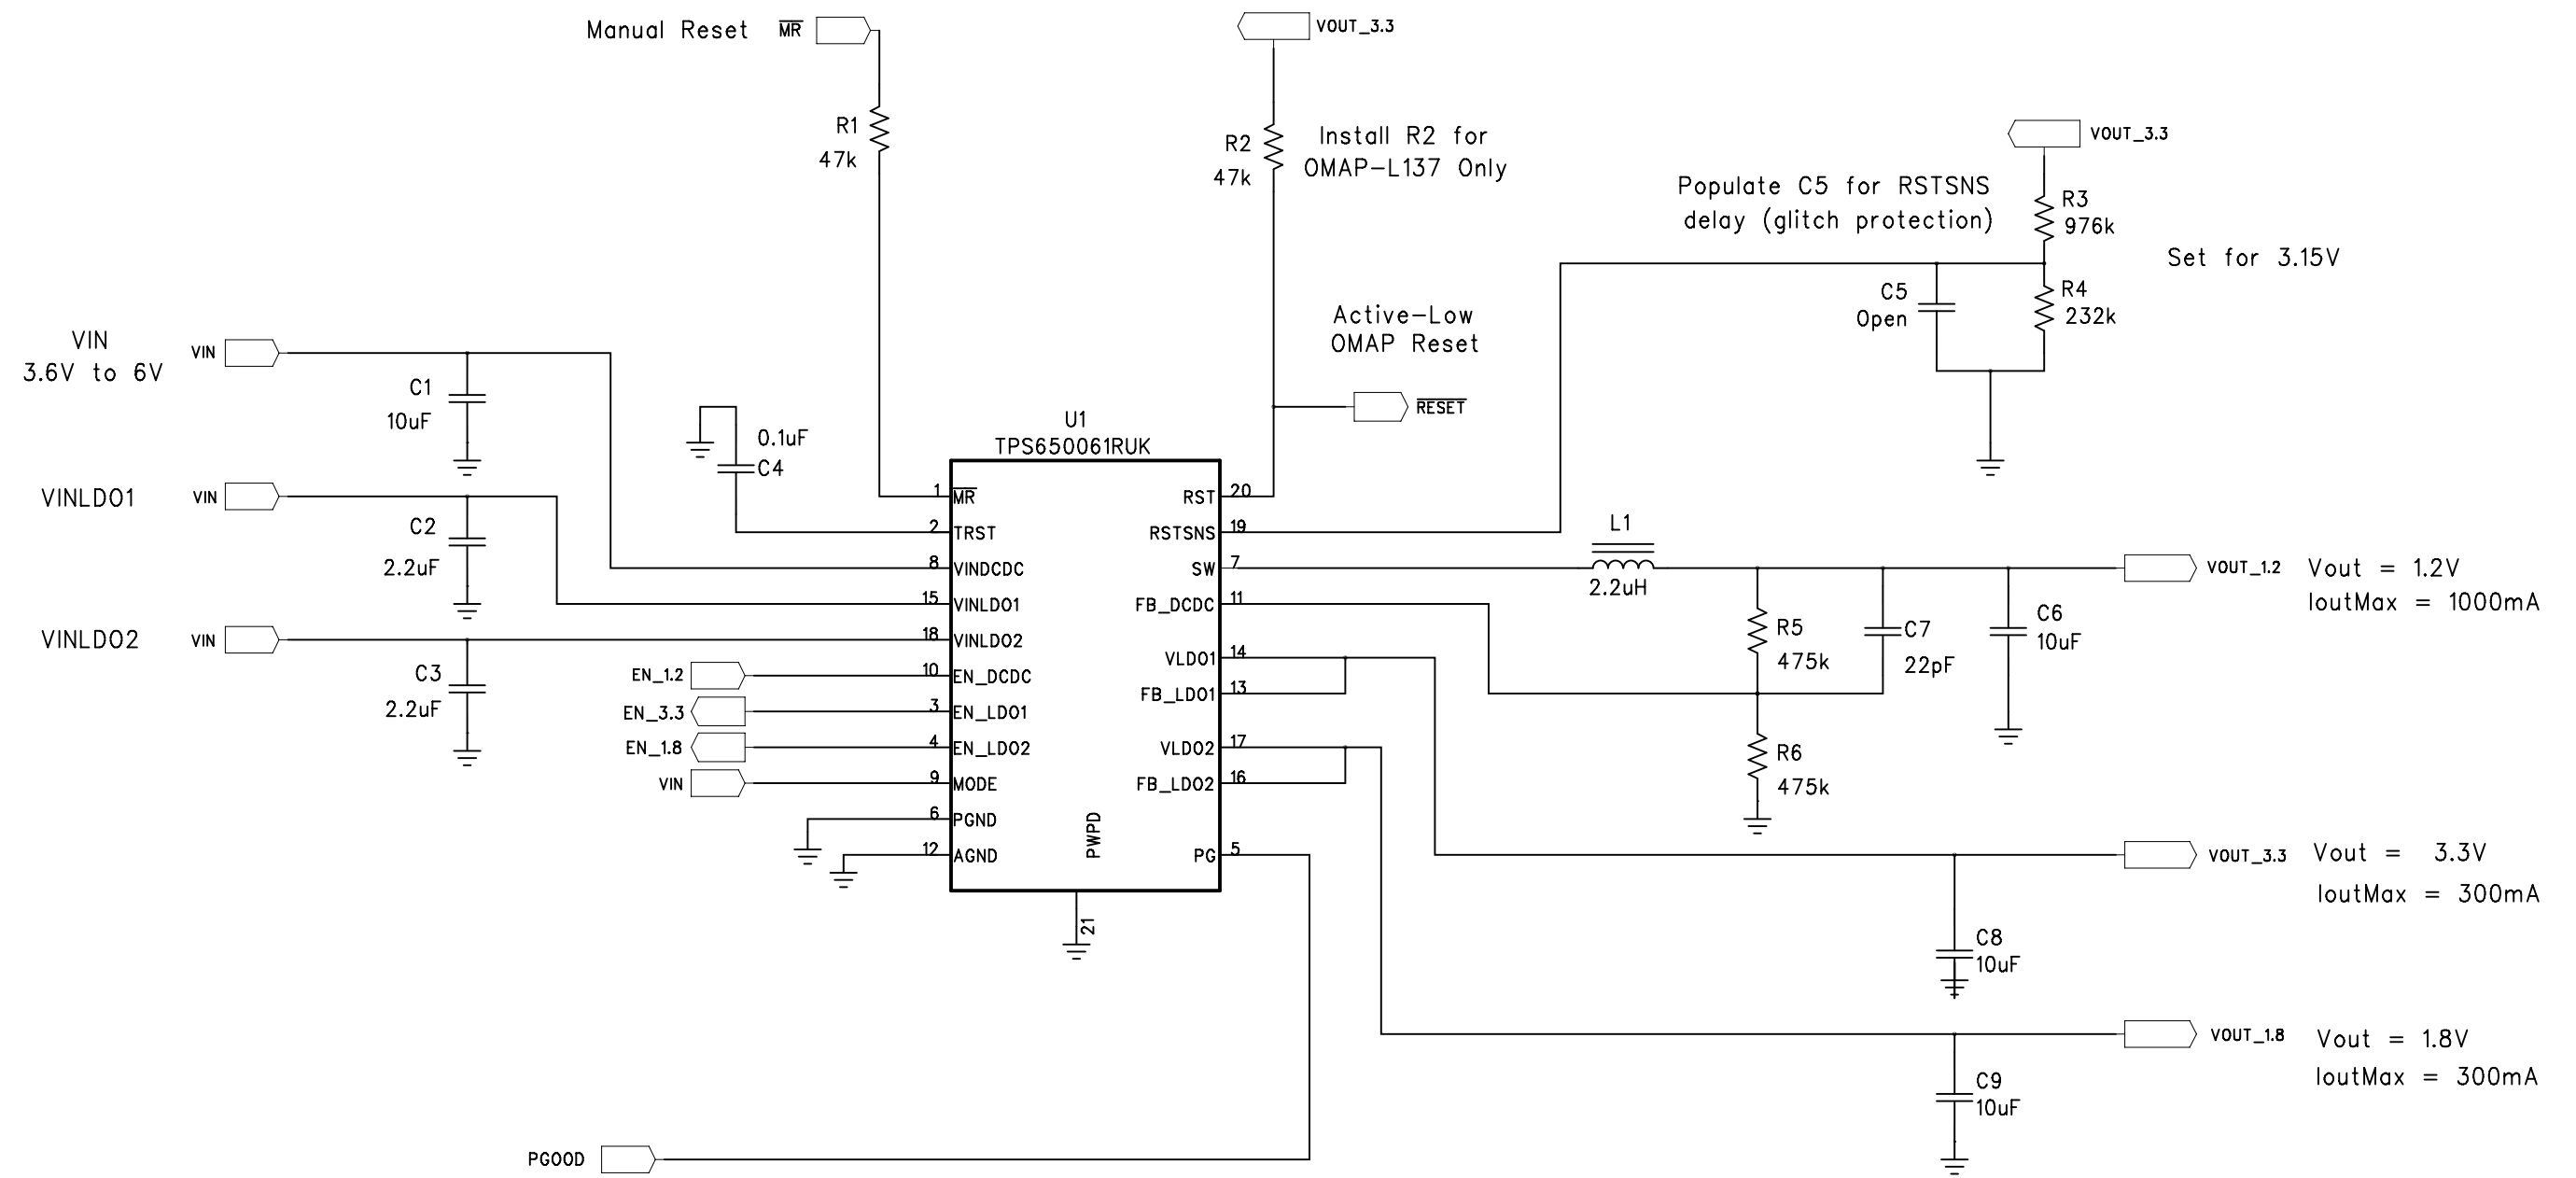 Manual Reset MR
VOUT_3.3
R1
47k
R2
47k
Install R2 for
OMAP-L137 Only
VOUT_3.3
Populate C5 for RSTSNS
delay (glitch protection)
R3
976k
Set for 3.15V
C5
Open
R4
232k
Active-Low
OMAP Reset
RESET
VIN
3.6V to 6V
VIN
C1
10uF
0.1uF
C4
VINLDO1
VIN
C2
2.2uF
VINLDO2
VIN
C3
2.2uF
U1
TPS650061RUK
1 MR
2 TRST
8 VINDCDC
15 VINLDO1
18 VINLDO2
EN_1.2 10 EN_DCDC
EN_3.3 3 EN_LDO1
EN_1.8 4 EN_LDO2
VIN 9 MODE
6 PGND
12 AGND
PWPD
21
RST 20
RSTSNS 19
SW 7
FB_DCDC 11
VLDO1 14
FB_LDO1 13
VLDO2 17
FB_LDO2 16
PG 5
L1
2.2uH
R5
475k
C7
22pF
C6
10uF
R6
475k
VOUT_1.2 Vout = 1.2V
IoutMax = 1000mA
VOUT_3.3 Vout = 3.3V
IoutMax = 300mA
C8
10uF
VOUT_1.8 Vout = 1.8V
IoutMax = 300mA
C9
10uF
PGOOD